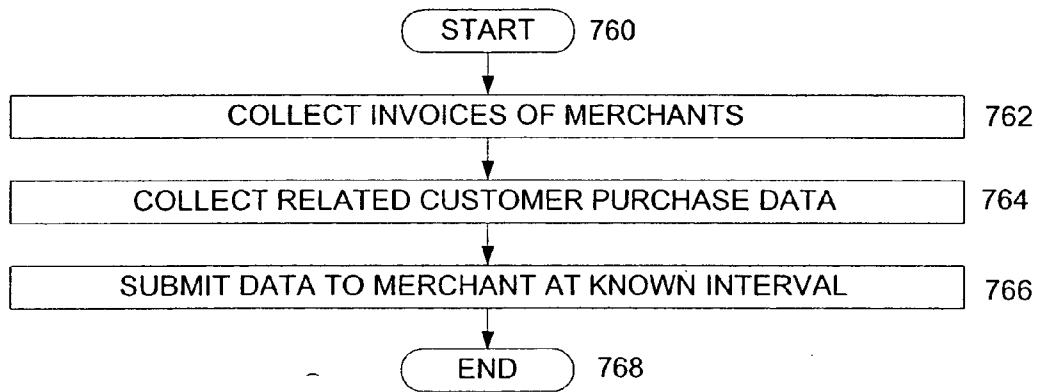 START 760
COLLECT INVOICES OF MERCHANTS 762
COLLECT RELATED CUSTOMER PURCHASE DATA 764
SUBMIT DATA TO MERCHANT AT KNOWN INTERVAL 766
END 768